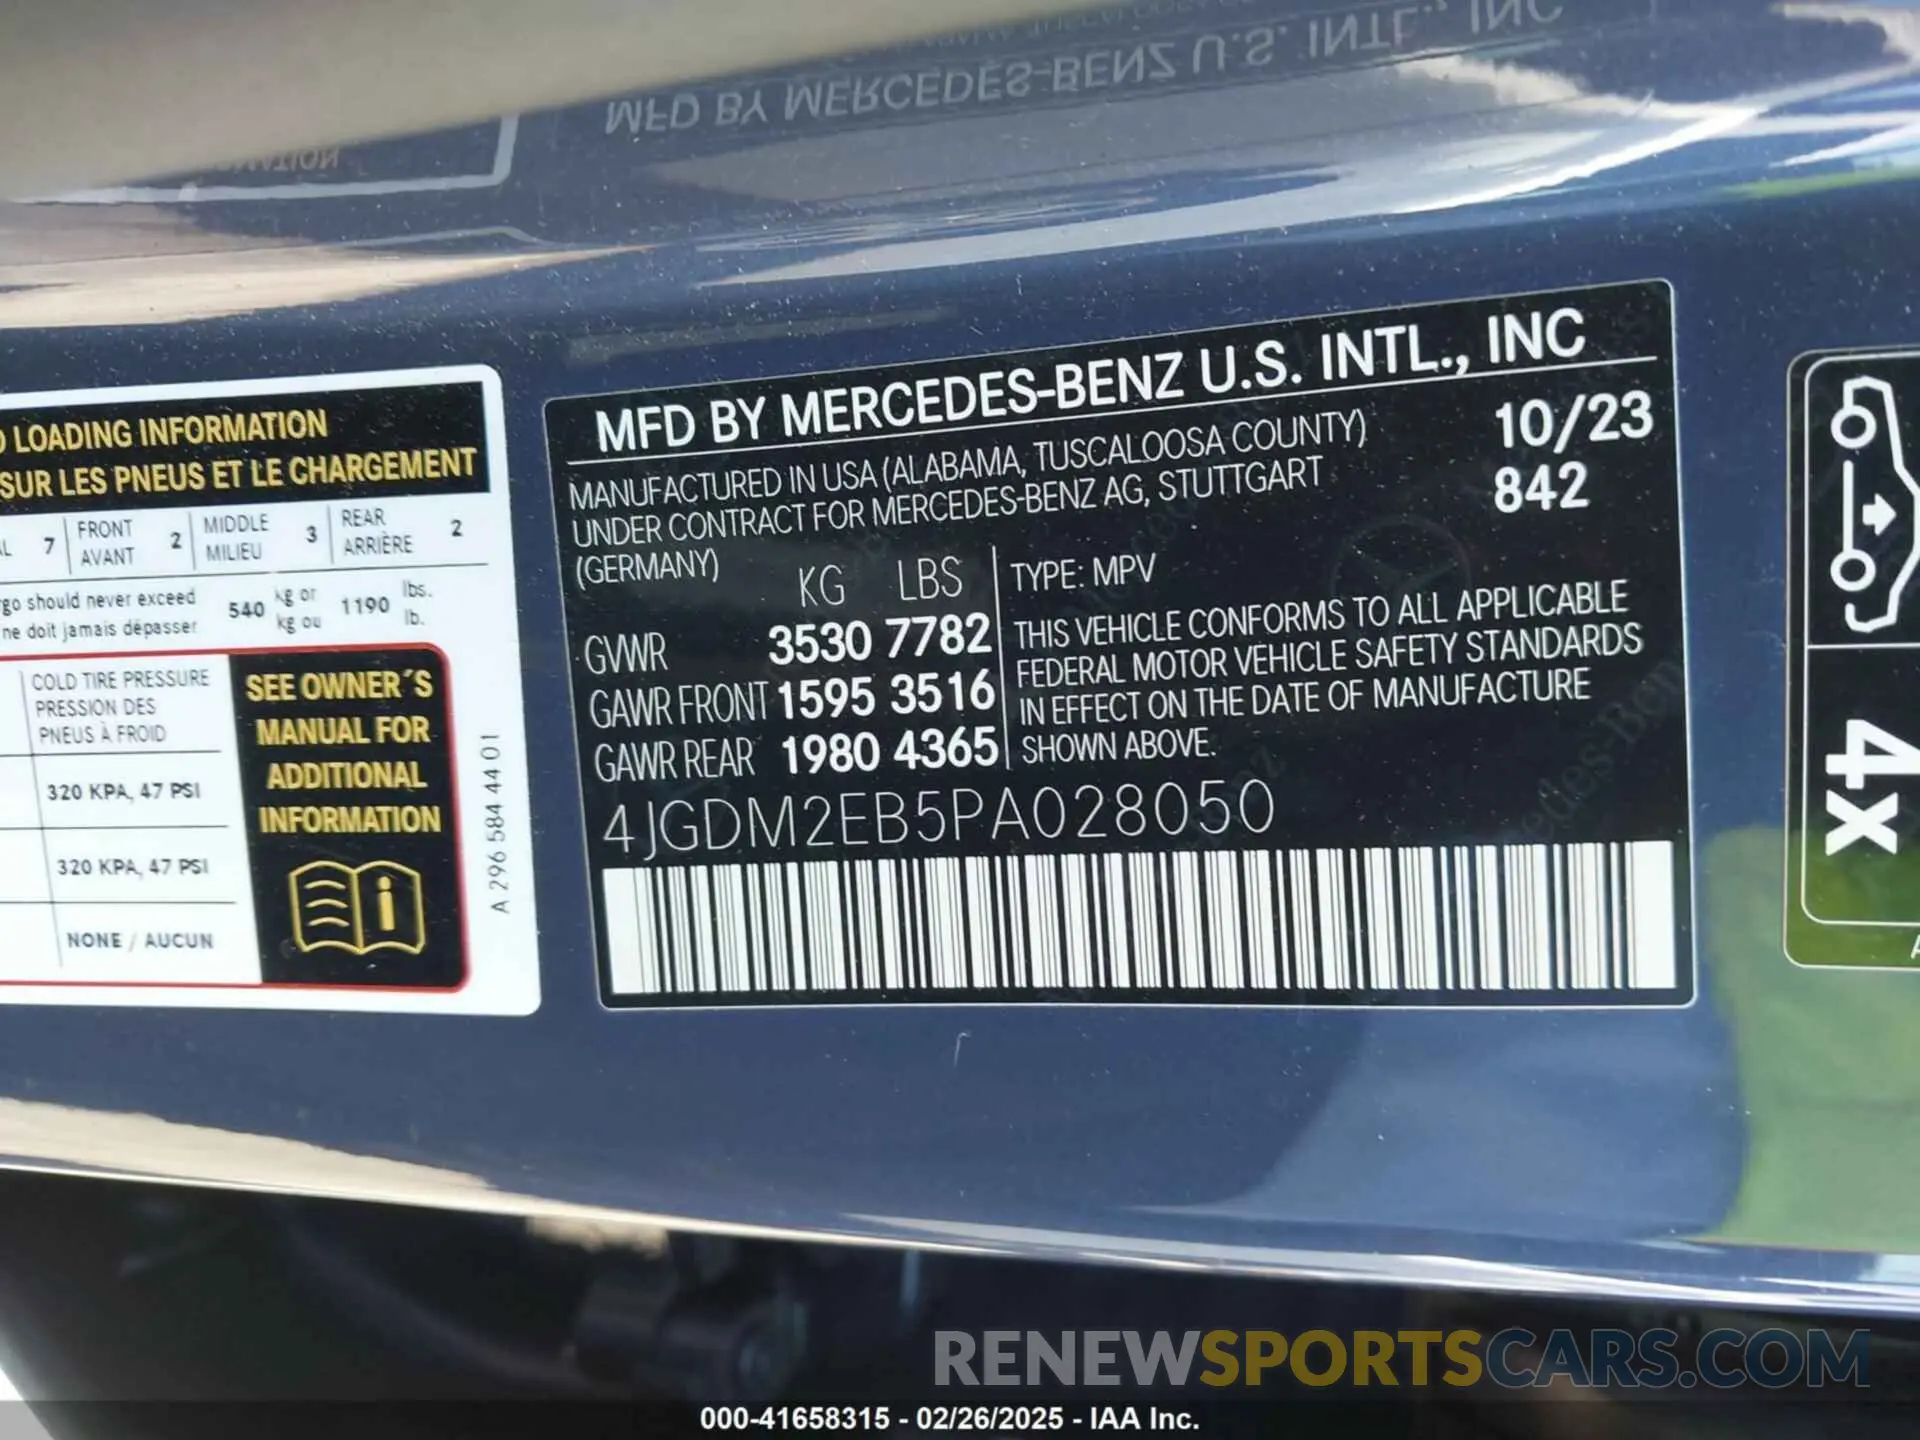 MFD BY MERCEDES-BENZ U.S. INTL., INC
LOADING INFORMATION
SUR LES PNEUS ET LE CHARGEMENT
7 FRONT AVANT 2 MIDDLE MILIEU 3 REAR ARRIÈRE 2
should never exceed
ne doit jamais dépasser
540 kg or kg ou 1190 lbs. lb.
COLD TIRE PRESSURE
PRESSION DES
PNEUS À FROID
320 KPA, 47 PSI
320 KPA, 47 PSI
NONE / AUCUN
SEE OWNER´S
MANUAL FOR
ADDITIONAL
INFORMATION
A 296 584 44 01
MFD BY MERCEDES-BENZ U.S. INTL., INC
MANUFACTURED IN USA (ALABAMA, TUSCALOOSA COUNTY)
UNDER CONTRACT FOR MERCEDES-BENZ AG, STUTTGART
(GERMANY)
10/23
842
KG LBS
GVWR 3530 7782
GAWR FRONT 1595 3516
GAWR REAR 1980 4365
TYPE: MPV
THIS VEHICLE CONFORMS TO ALL APPLICABLE
FEDERAL MOTOR VEHICLE SAFETY STANDARDS
IN EFFECT ON THE DATE OF MANUFACTURE
SHOWN ABOVE.
4JGDM2EB5PA028050
4x
RENEWSPORTSCARS.COM
000-41658315 - 02/26/2025 - IAA Inc.